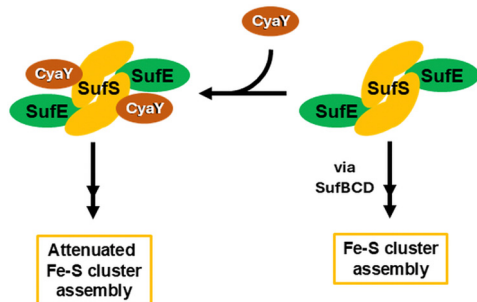 CyaY
CyaY
SufE
SufS
SufE
CyaY
SufE
SufS
SufE
via
SufBCD
Attenuated
Fe-S cluster
assembly
Fe-S cluster
assembly